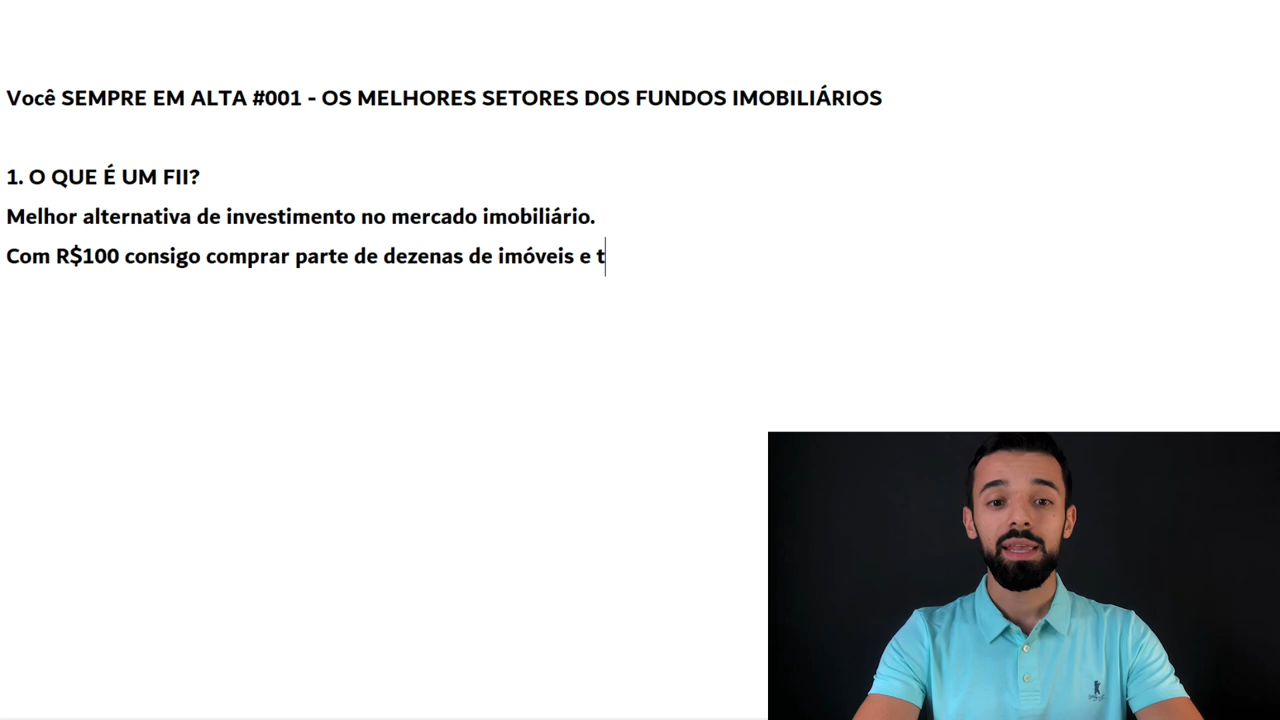 Você SEMPRE EM ALTA #001 - OS MELHORES SETORES DOS FUNDOS IMOBILIÁRIOS
1. O QUE É UM FII?
Melhor alternativa de investimento no mercado imobiliário.
Com R$100 consigo comprar parte de dezenas de imóveis e t